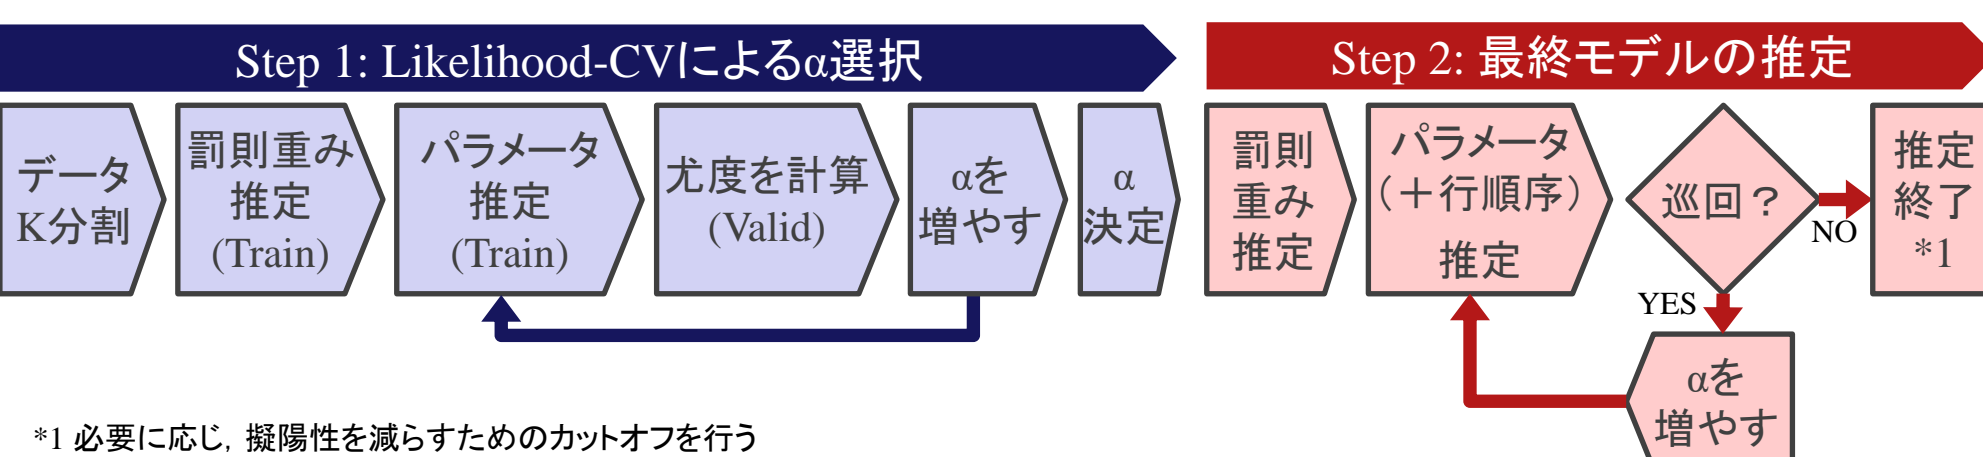 Step 1: Likelihood-CVによるα選択
データ
K分割
罰則重み
推定
(Train)
パラメータ
推定
(Train)
尤度を計算
(Valid)
αを
増やす
α
決定
Step 2: 最終モデルの推定
罰則
重み
推定
パラメータ
(＋行順序)
推定
巡回？
NO
推定
終了
*1
YES
αを
増やす
*1 必要に応じ，擬陽性を減らすためのカットオフを行う